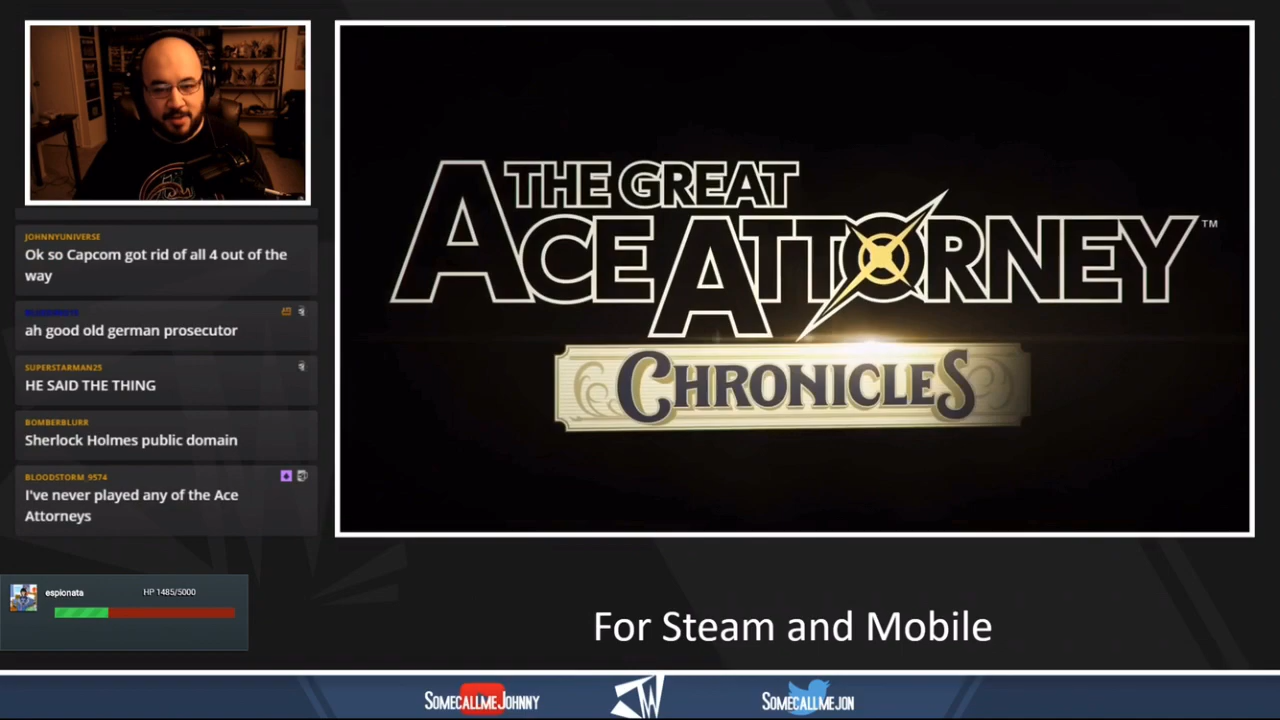 JOHNNYUNIVERSE
Ok so Capcom got rid of all 4 out of the
way
ah good old german prosecutor
SUPERSTARMAN25
HE SAID THE THING
BOMBERBLURR
Sherlock Holmes public domain
BLOODSTORM_9574
I've never played any of the Ace
Attorneys
espionata
HP 1485/5000
THE GREAT
ACE ATTORNEY
™
CHRONICLES
For Steam and Mobile
SOMECALLMEJOHNNY
SOMECALLMEJON